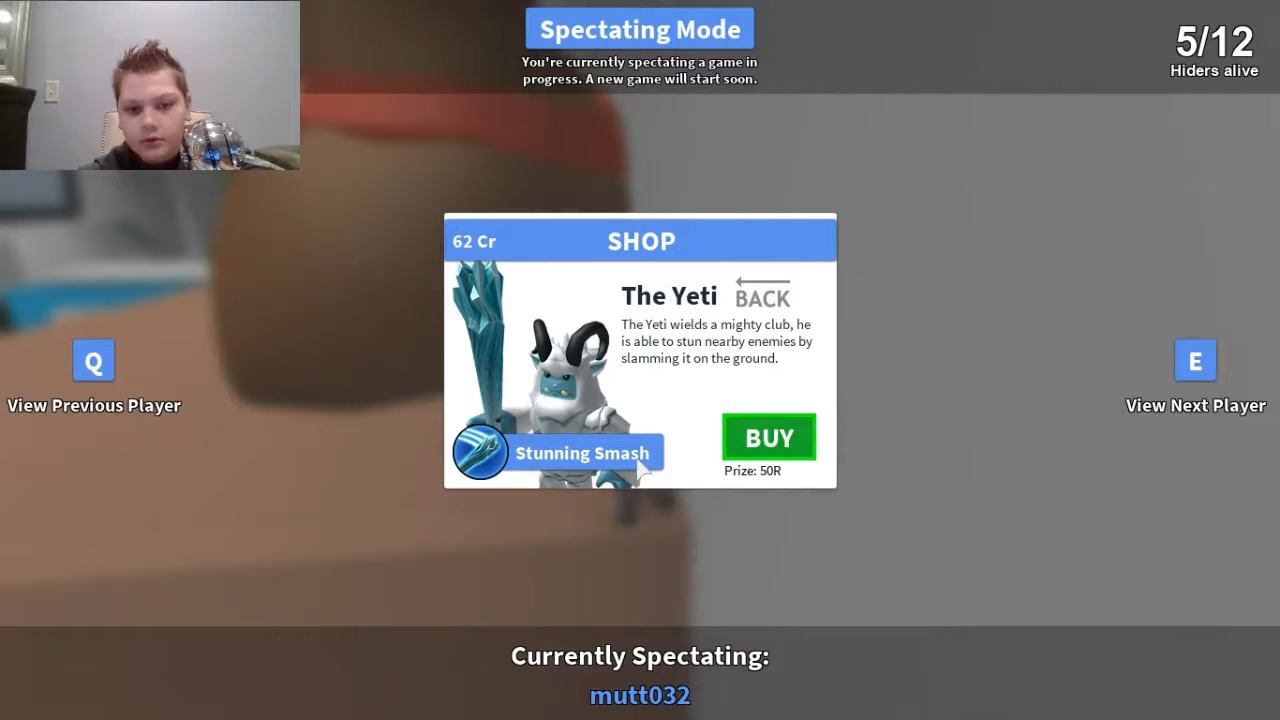 Spectating Mode
You're currently spectating a game in
progress. A new game will start soon.
5/12
Hiders alive
62 Cr
SHOP
The Yeti
BACK
The Yeti wields a mighty club, he
is able to stun nearby enemies by
slamming it on the ground.
Q
View Previous Player
E
View Next Player
Stunning Smash
BUY
Prize: 50R
Currently Spectating:
mutt032